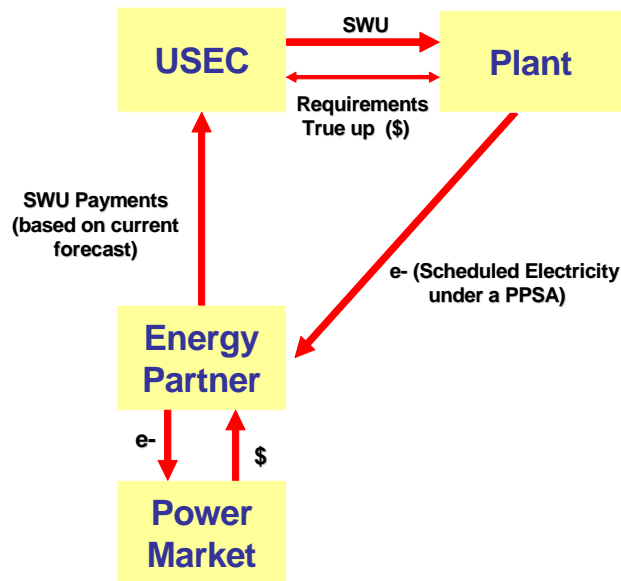 USEC
SWU
Plant
Requirements
True up ($)
SWU Payments
(based on current
forecast)
e- (Scheduled Electricity
under a PPSA)
Energy
Partner
e-
$
Power
Market